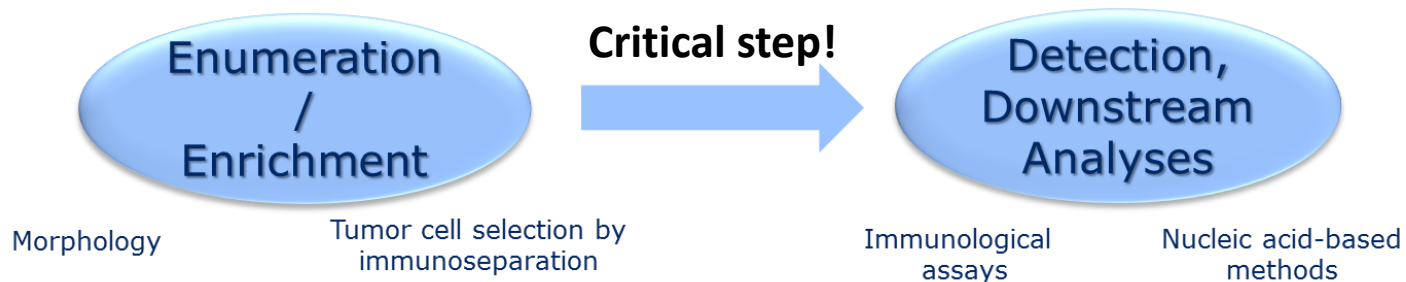 Enumeration
/
Enrichment
Critical step!
Detection,
Downstream
Analyses
Morphology
Tumor cell selection by
immunoseparation
Immunological
assays
Nucleic acid-based
methods